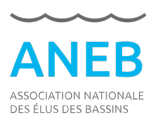 ANEB
ASSOCIATION NATIONALE
DES ÉLUS DES BASSINS